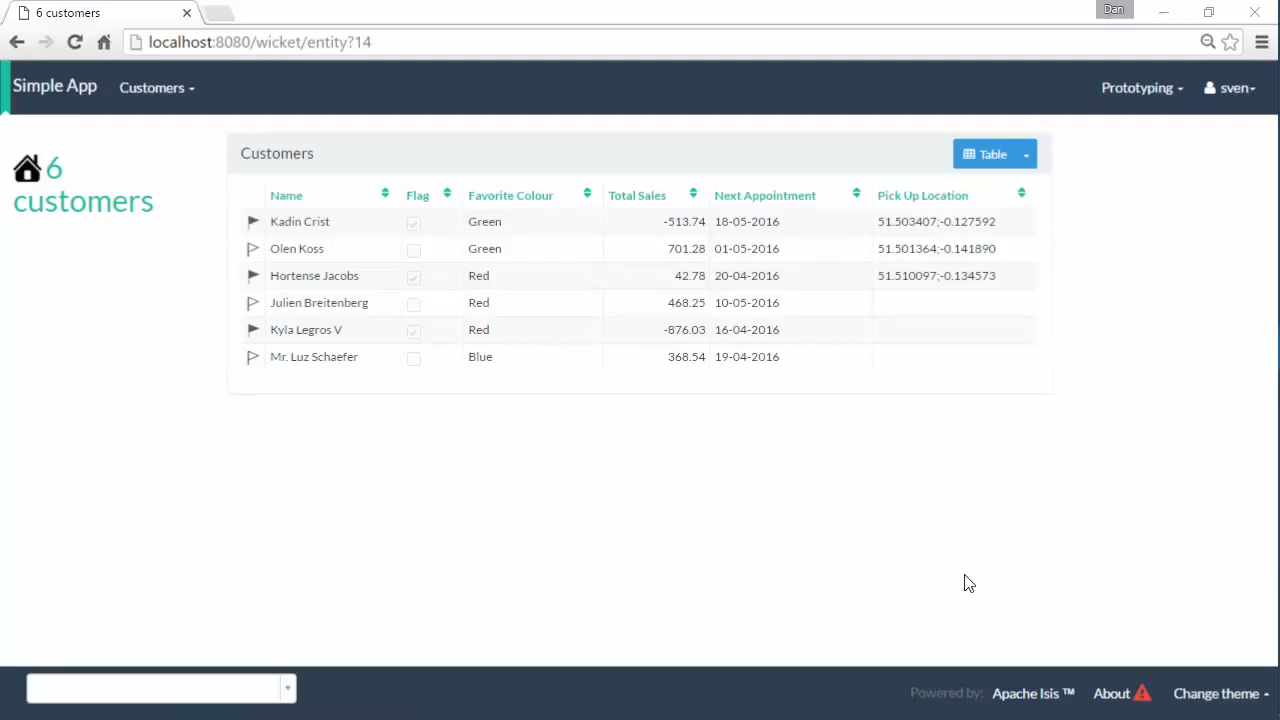 6 customers
Dan
localhost:8080/wicket/entity?14
Simple App Customers Prototyping sven
6 customers
Customers Table
Name Flag Favorite Colour Total Sales Next Appointment Pick Up Location
Kadin Crist Green -513.74 18-05-2016 51.503407;-0.127592
Olen Koss Green 701.28 01-05-2016 51.501364;-0.141890
Hortense Jacobs Red 42.78 20-04-2016 51.510097;-0.134573
Julien Breitenberg Red 468.25 10-05-2016
Kyla Legros V Red -876.03 16-04-2016
Mr. Luz Schaefer Blue 368.54 19-04-2016
Powered by: Apache Isis ™ About Change theme